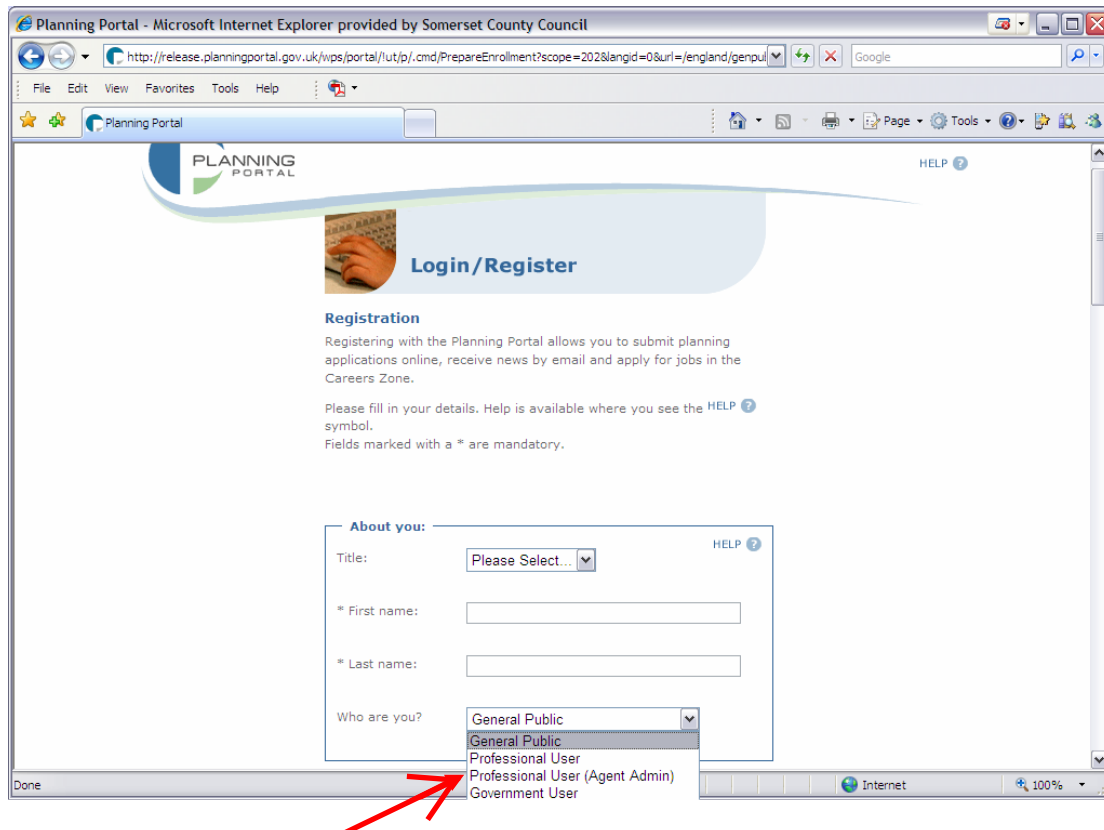 Planning Portal - Microsoft Internet Explorer provided by Somerset County Council
http://release.planningportal.gov.uk/wps/portal/!ut/p/.cmd/PrepareEnrollment?scope=202&langid=0&url=/england/genpul
Google
File Edit View Favorites Tools Help
Planning Portal
Page Tools
PLANNING
PORTAL
HELP ?
Login/Register
Registration
Registering with the Planning Portal allows you to submit planning
applications online, receive news by email and apply for jobs in the
Careers Zone.
Please fill in your details. Help is available where you see the HELP ?
symbol.
Fields marked with a * are mandatory.
About you:
HELP ?
Title: Please Select...
* First name:
* Last name:
Who are you? General Public
General Public
Professional User
Professional User (Agent Admin)
Government User
Done Internet 100%